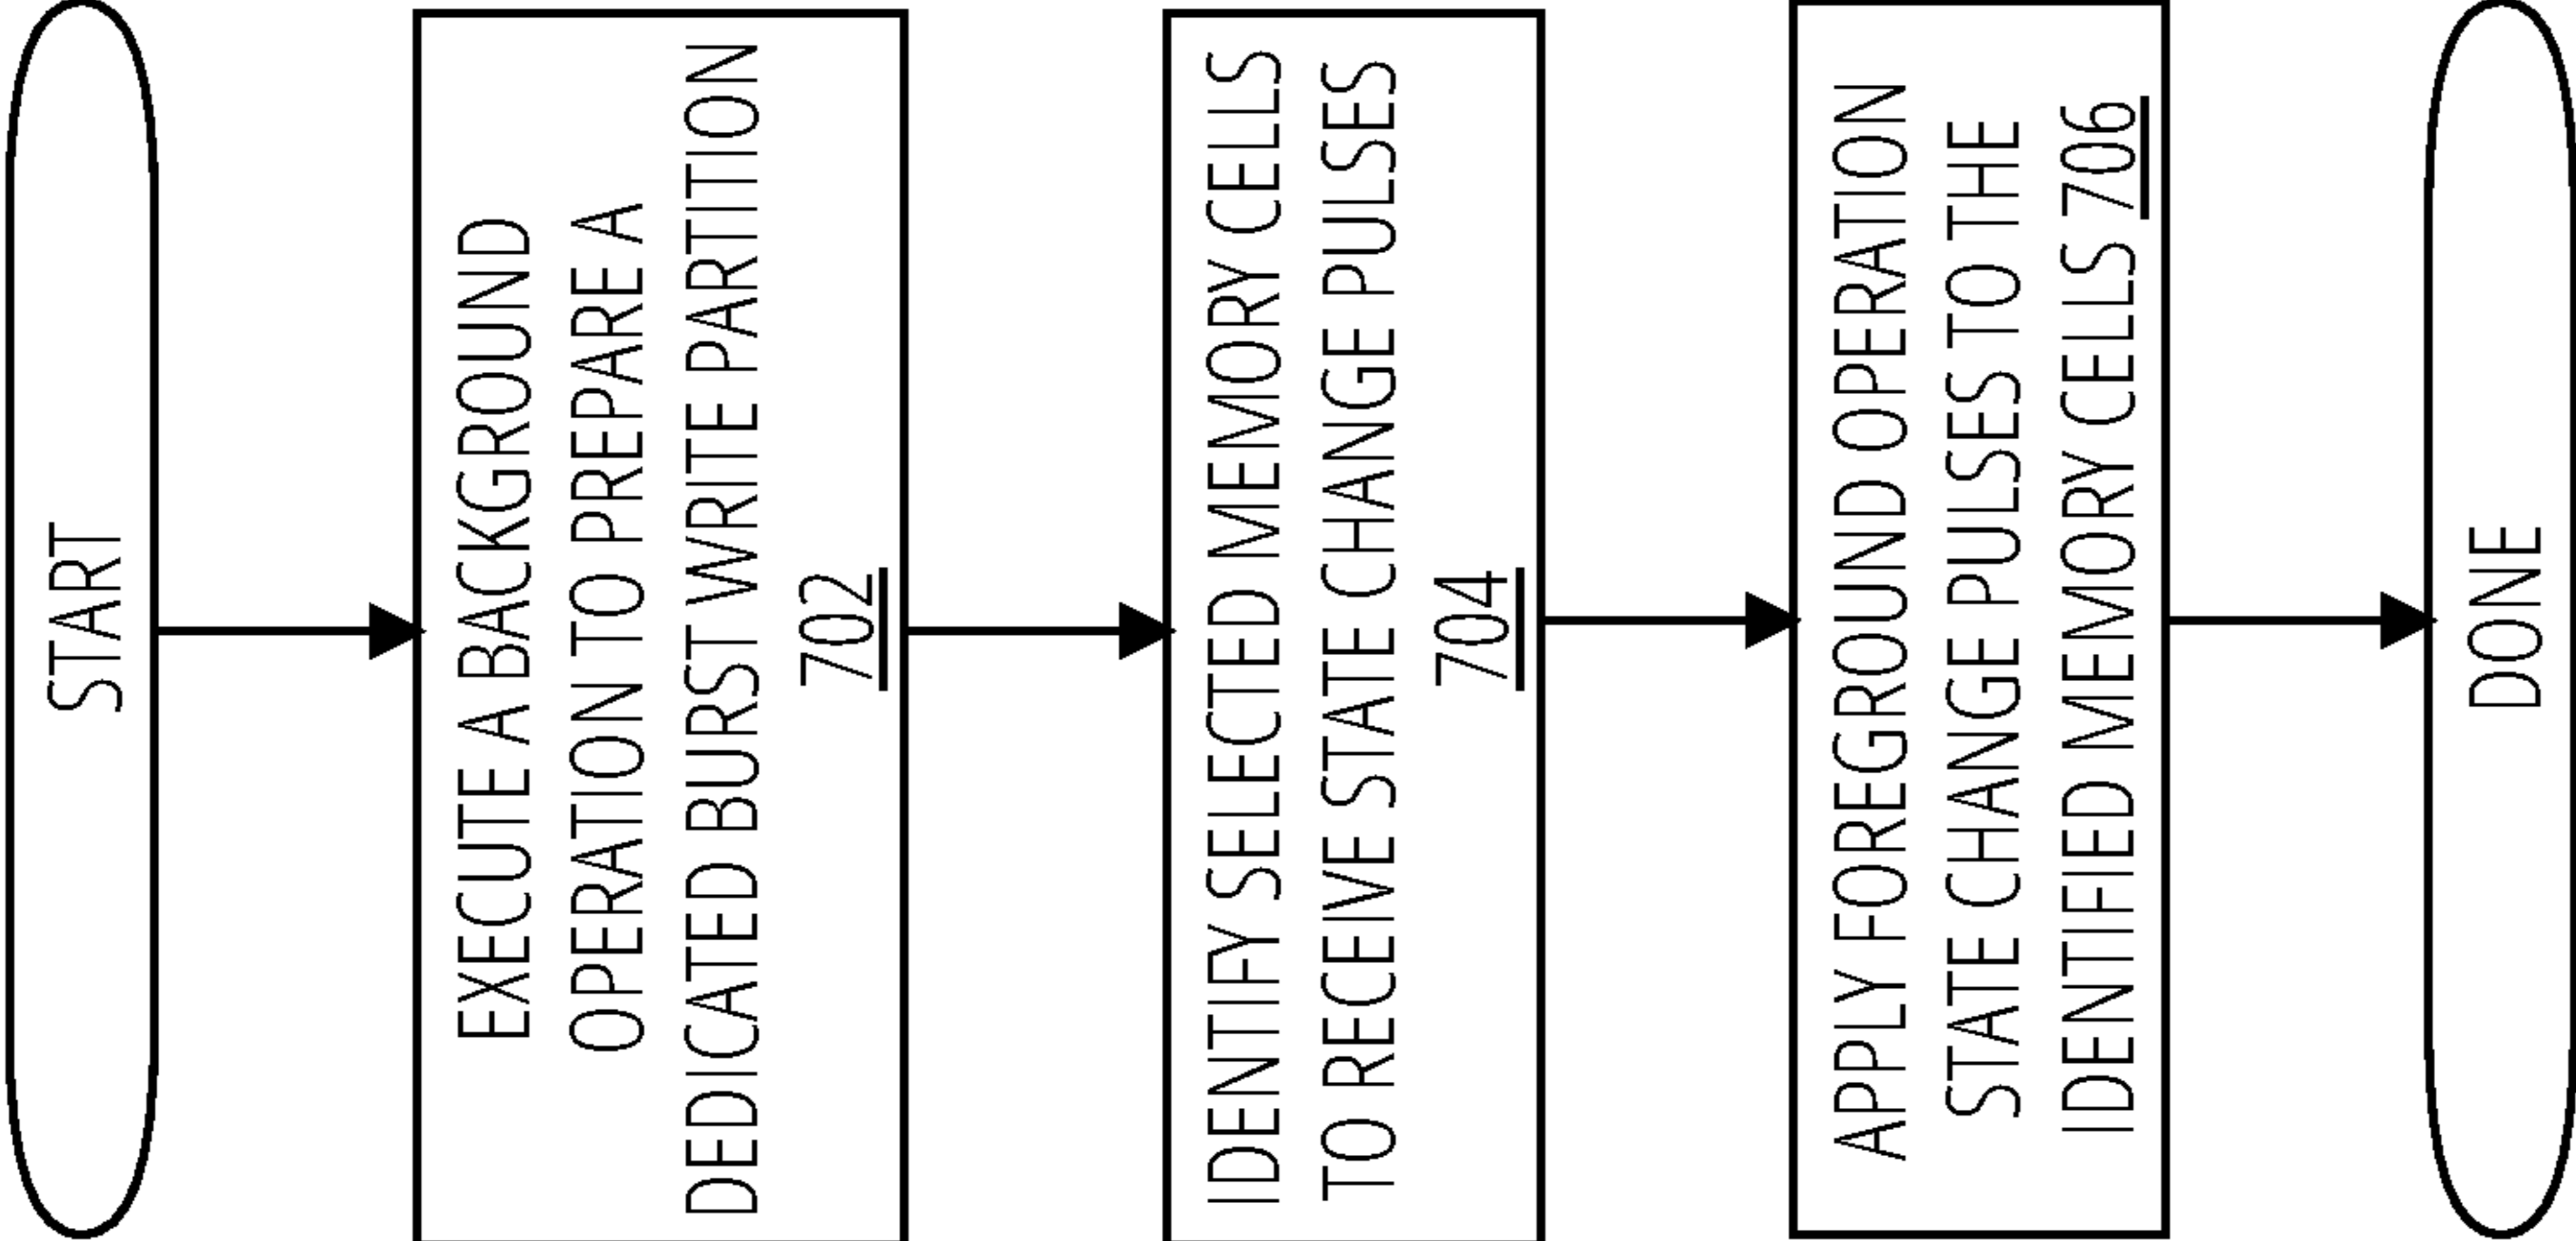 START
EXECUTE A BACKGROUND
OPERATION TO PREPARE A
DEDICATED BURST WRITE PARTITION
702
IDENTIFY SELECTED MEMORY CELLS
TO RECEIVE STATE CHANGE PULSES
704
APPLY FOREGROUND OPERATION
STATE CHANGE PULSES TO THE
IDENTIFIED MEMORY CELLS 706
DONE